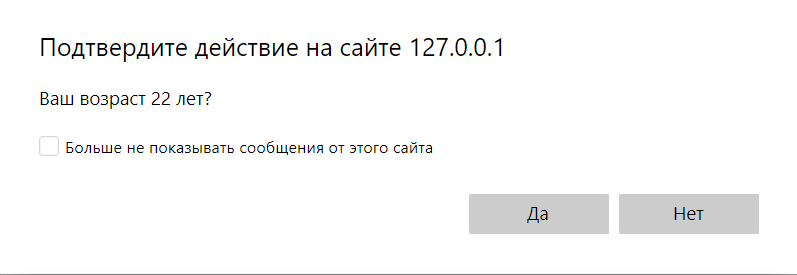 Подтвердите действие на сайте 127.0.0.1
Ваш возраст 22 лет?
Больше не показывать сообщения от этого сайта
Да Нет